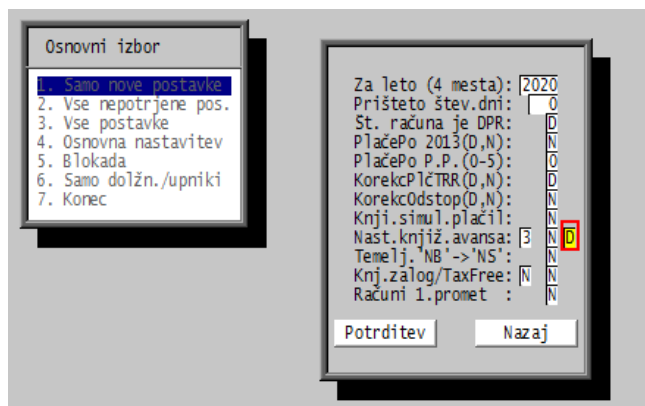 Osnovni izbor
1. Samo nove postavke
2. Vse nepotrjene pos.
3. Vse postavke
4. Osnovna nastavitev
5. Blokada
6. Samo dolžn./upniki
7. Konec
Za leto (4 mesta): 2020
Prišteto štev.dni: 0
Št. računa je DPR: D
PlačePo 2013(D,N): N
PlačePo P.P.(0-5): 0
KorekcPlčTRR(D,N): D
KorekcOdstop(D,N): N
Knji.simul.plačil: N
Nast.knjiž.avansa: 3 N D
Temelj.'NB'->'NS': N
Knj.zalog/TaxFree: N N
Računi 1.promet : N
Potrditev Nazaj